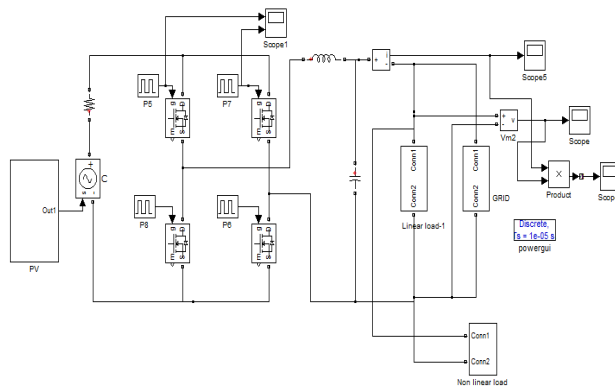 Scope1
P5
P7
g
D
m
S
g
D
m
S
i
+
-
Scope5
+
-
v
Vm2
Scope
Conn1
Conn2
Linear load-1
Conn1
Conn2
GRID
X
Product
Scope
Out1
PV
+
s
-
C
P8
P6
g
D
m
S
g
D
m
S
Discrete,
Ts = 1e-05 s
powergui
Conn1
Conn2
Non linear load